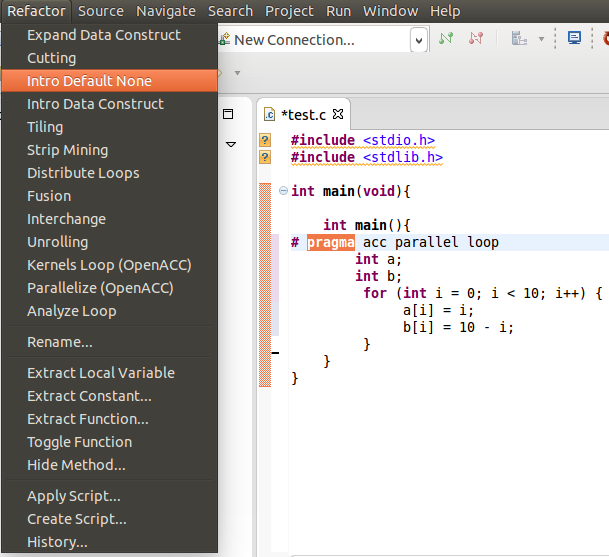 Refactor Source Navigate Search Project Run Window Help
Expand Data Construct
New Connection...
Cutting
Intro Default None
Intro Data Construct
Tiling
Strip Mining
Distribute Loops
Fusion
Interchange
Unrolling
Kernels Loop (OpenACC)
Parallelize (OpenACC)
Analyze Loop
Rename...
Extract Local Variable
Extract Constant...
Extract Function...
Toggle Function
Hide Method...
Apply Script...
Create Script...
History...
.c *test.c
? #include <stdio.h>
? #include <stdlib.h>
int main(void){
int main(){
# pragma acc parallel loop
int a;
int b;
for (int i = 0; i < 10; i++) {
a[i] = i;
b[i] = 10 - i;
}
}
}